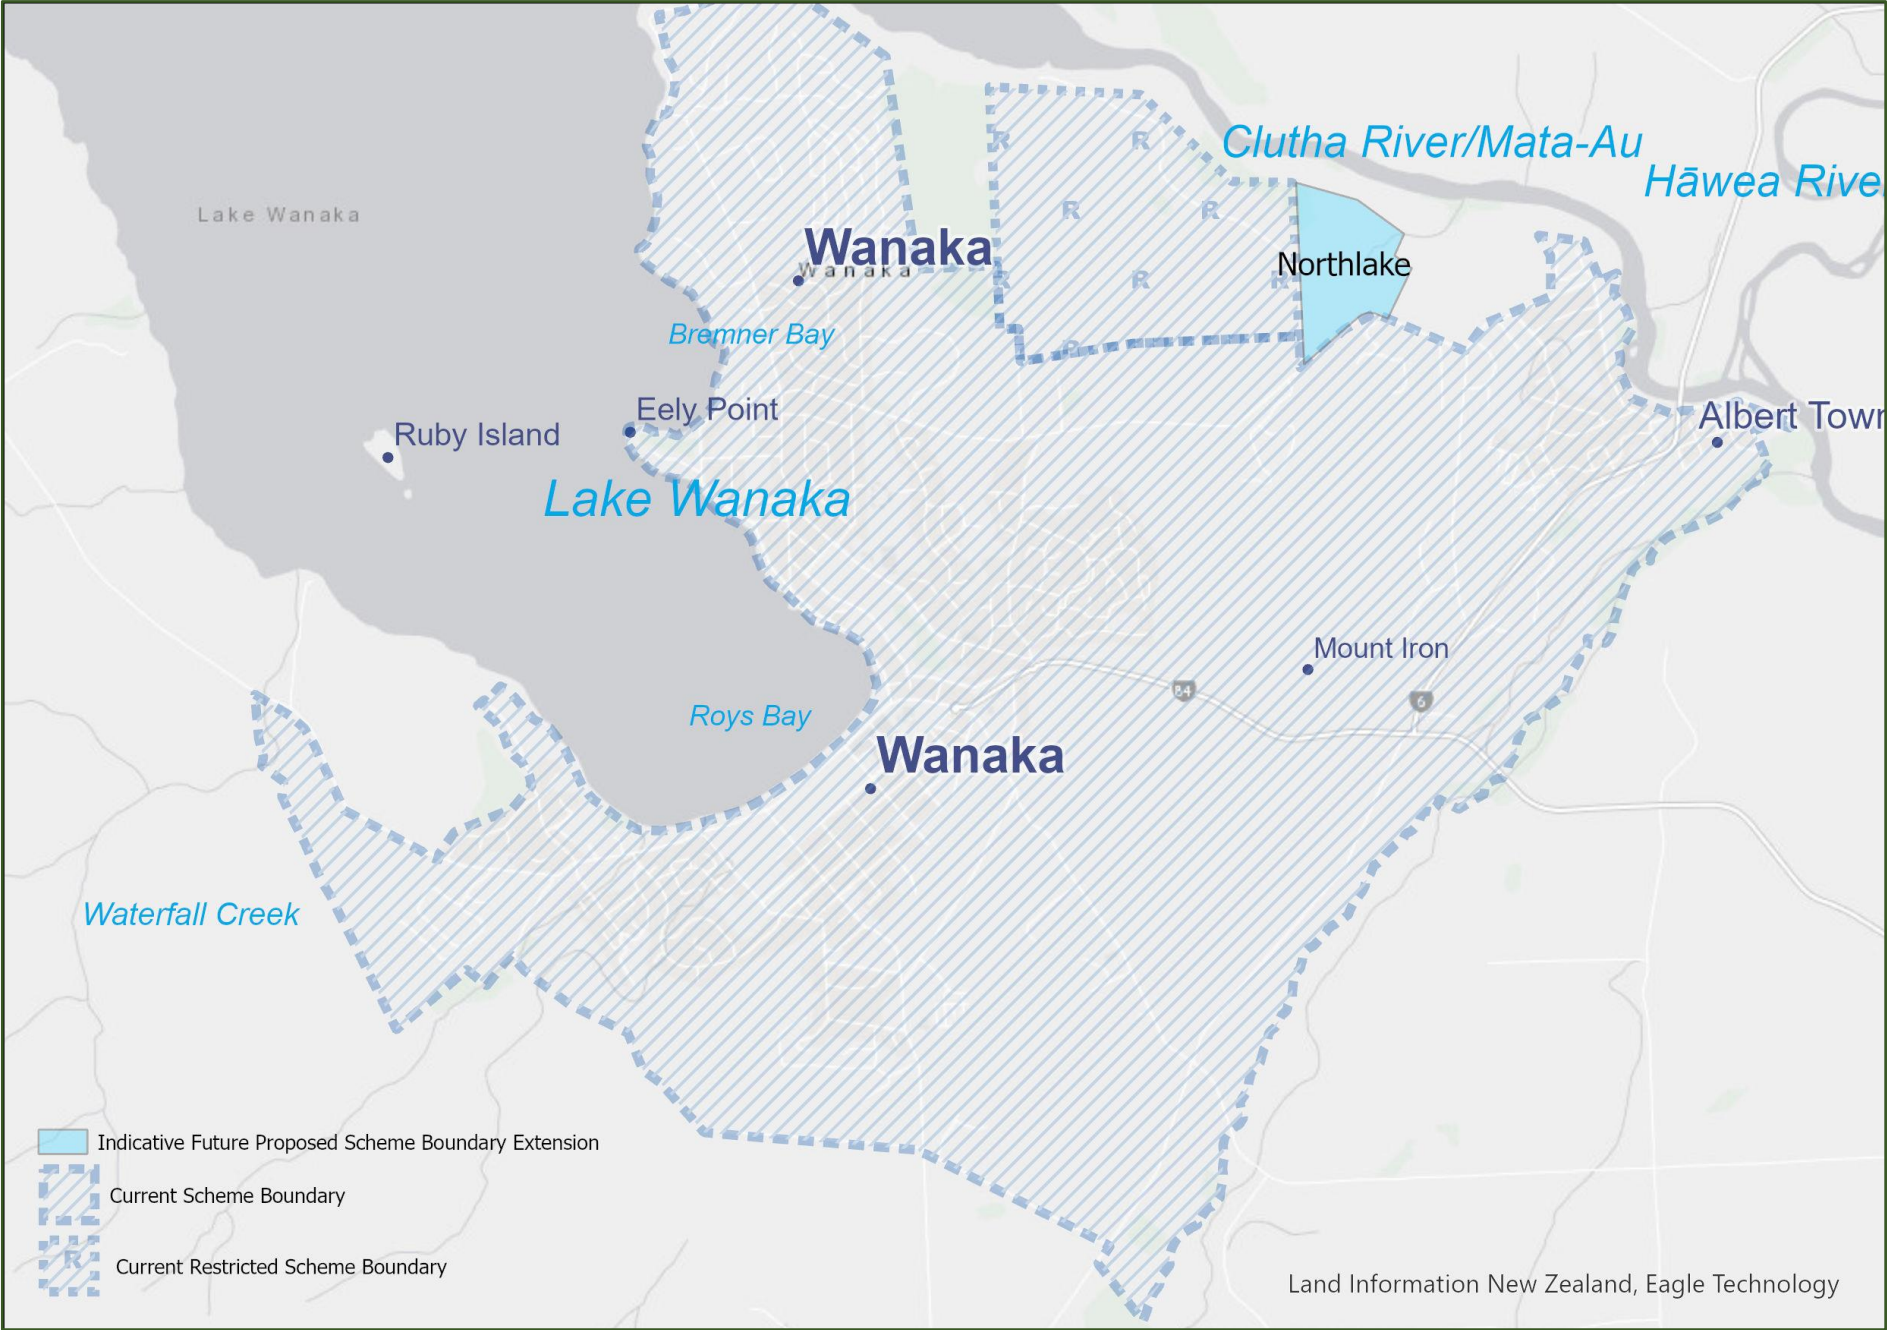 Clutha River/Mata-Au
Hāwea Rive
Lake Wanaka
Wanaka
Wanaka
Northlake
Bremner Bay
Eely Point
Ruby Island
Albert Town
Lake Wanaka
Mount Iron
84
6
Roys Bay
Wanaka
Waterfall Creek
R
R
R
R
R
R
R
R
Indicative Future Proposed Scheme Boundary Extension
Current Scheme Boundary
R
Current Restricted Scheme Boundary
Land Information New Zealand, Eagle Technology